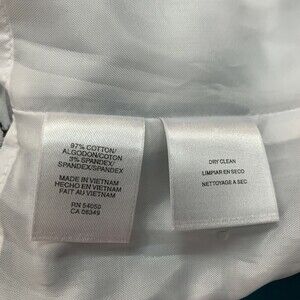 97% COTTON/
ALGODON/COTON
3% SPANDEX/
SPANDEX/SPANDEX
MADE IN VIETNAM
HECHO EN VIETNAM
FAIT AU VIETNAM
RN 54050
CA 08349
DRY CLEAN
LIMPIAR EN SECO
NETTOYAGE A SEC